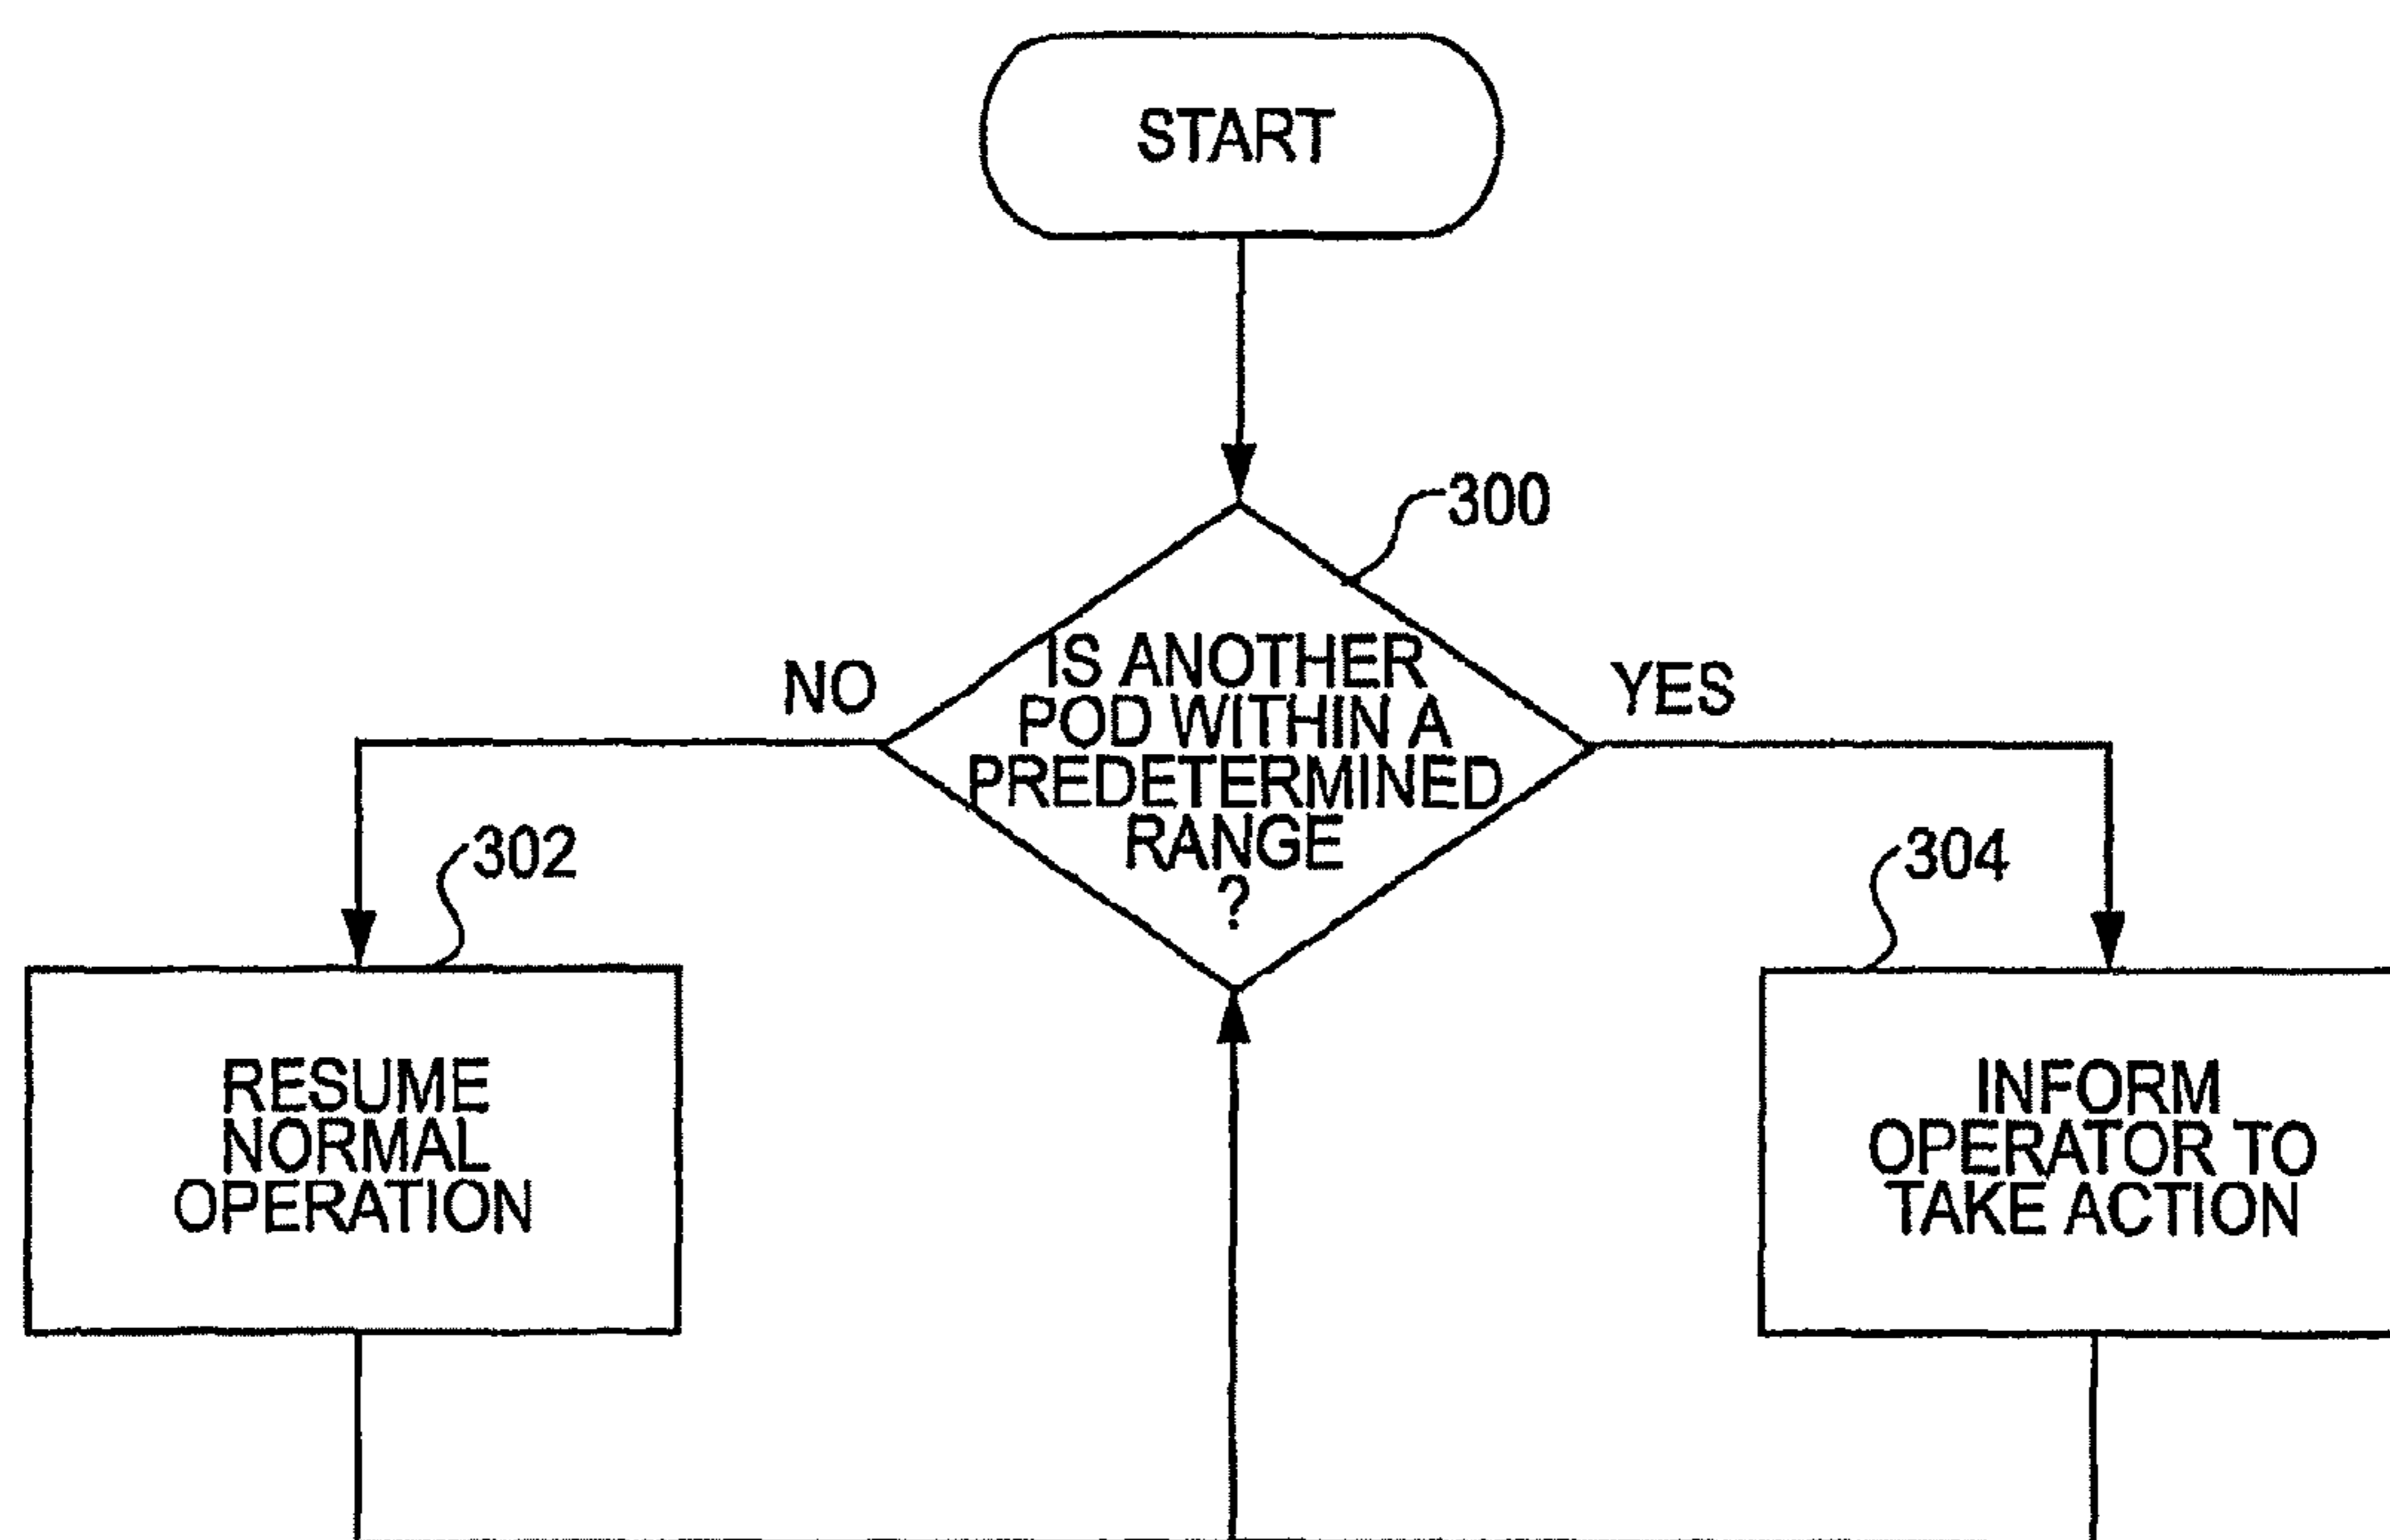 START
300
IS ANOTHER
POD WITHIN A
PREDETERMINED
RANGE
?
NO
YES
302
304
RESUME
NORMAL
OPERATION
INFORM
OPERATOR TO
TAKE ACTION